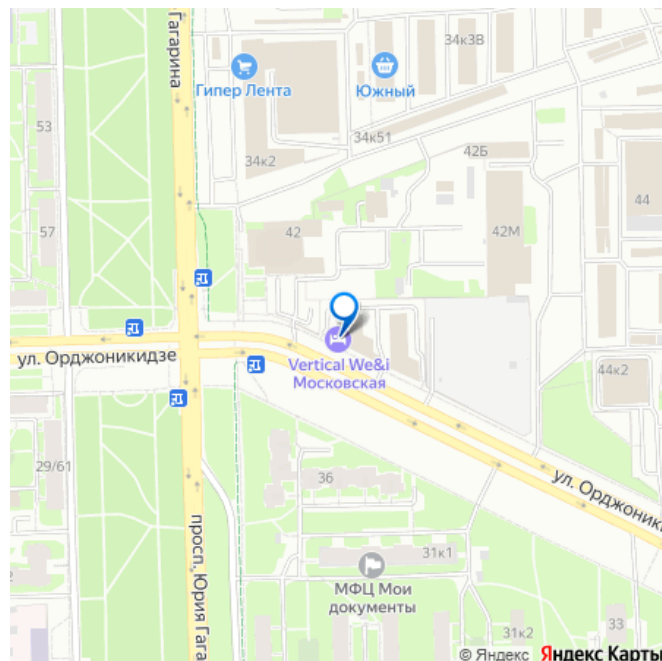 Гагарина
34к3В
Гипер Лента
Южный
53
34к51
34к2
42Б
44
57
42
42М
ул. Орджоникидзе
Vertical We&i
Московская
44к2
29/61
36
ул. Орджоники
просп. Юрия Гага
31к1
МФЦ Мои
документы
2
31к2
33
© Яндекс Яндекс Карты